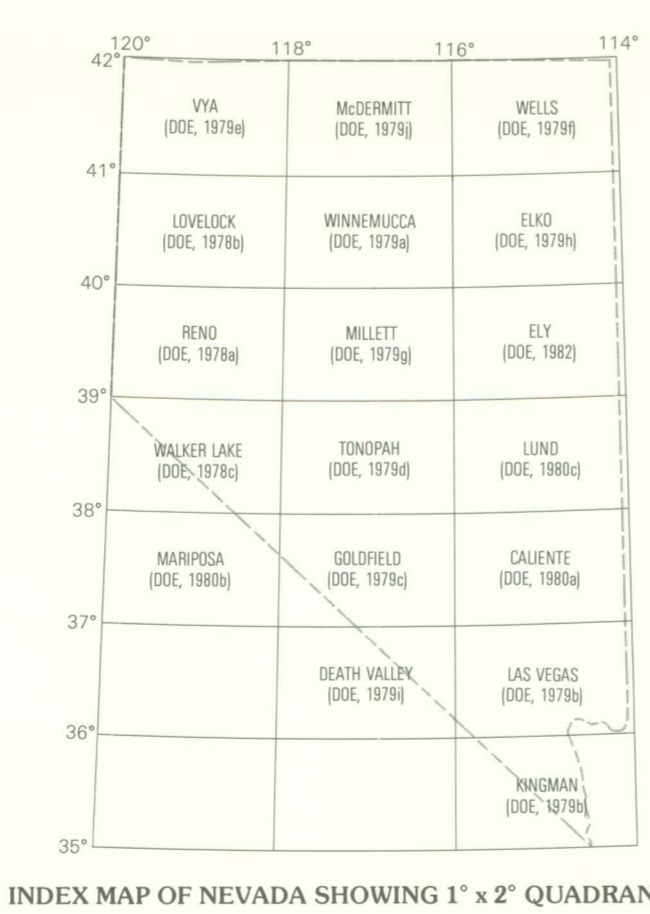 120° 118° 116° 114°
42°
VYA McDERMITT WELLS
(DOE, 1979e) (DOE, 1979j) (DOE, 1979f)
41°
LOVELOCK WINNEMUCCA ELKO
(DOE, 1978b) (DOE, 1979a) (DOE, 1979h)
40°
RENO MILLETT ELY
(DOE, 1978a) (DOE, 1979g) (DOE, 1982)
39°
WALKER LAKE TONOPAH LUND
(DOE, 1978c) (DOE, 1979d) (DOE, 1980c)
38°
MARIPOSA GOLDFIELD CALIENTE
(DOE, 1980b) (DOE, 1979c) (DOE, 1980a)
37°
DEATH VALLEY LAS VEGAS
(DOE, 1979i) (DOE, 1979b)
36°
KINGMAN
(DOE, 1979b)
35°
INDEX MAP OF NEVADA SHOWING 1° x 2° QUADRAN